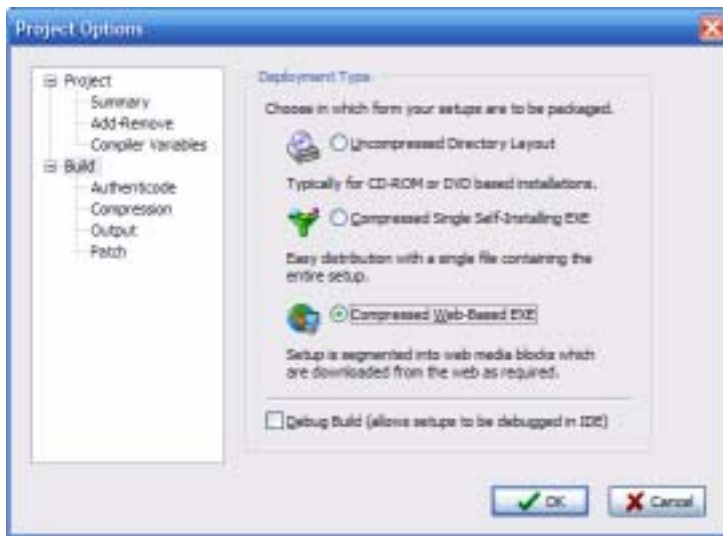 Project Options
Project
Summary
Add-Remove
Compiler Variables
Build
Authenticode
Compression
Output
Patch
Deployment Type
Choose in which form your setups are to be packaged.
Uncompressed Directory Layout
Typically for CD-ROM or DVD based installations.
Compressed Single Self-Installing EXE
Easy distribution with a single file containing the
entire setup.
Compressed Web-Based EXE
Setup is segmented into web media blocks which
are downloaded from the web as required.
Debug Build (allows setups to be debugged in IDE)
OK
Cancel